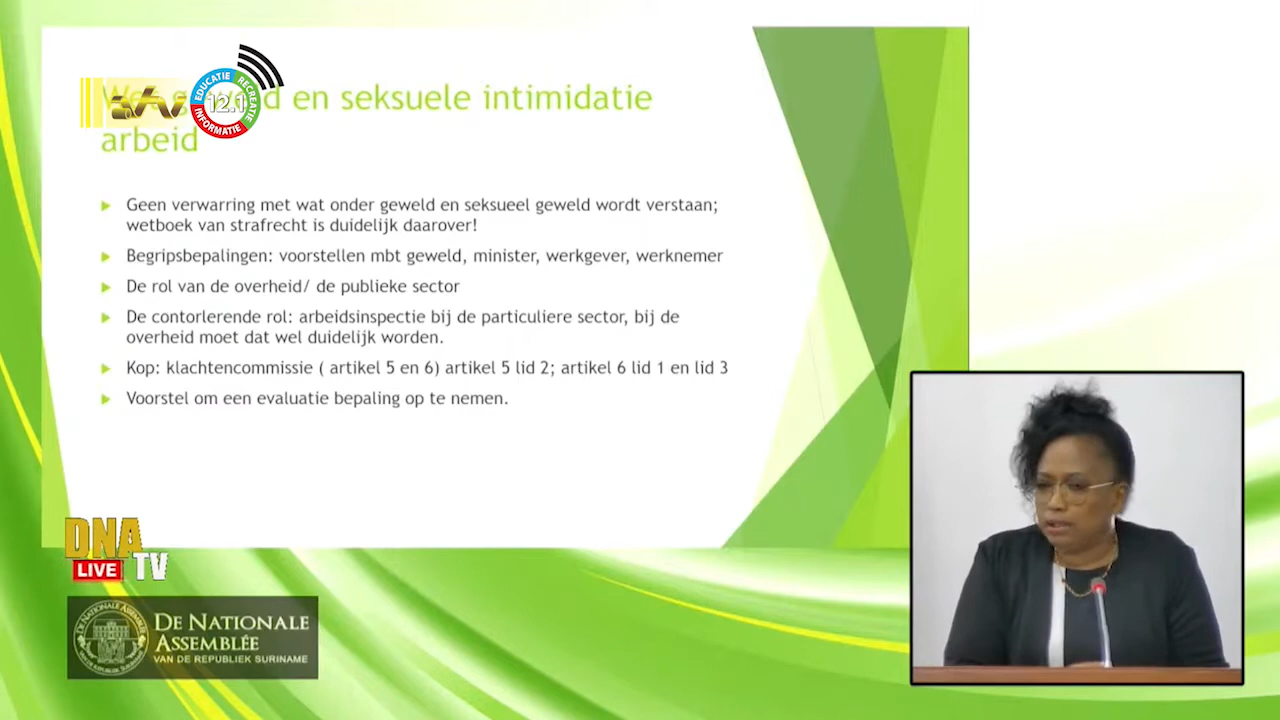 en seksuele intimidatie
arbeid
EDUCATIE
RECREATIE
INFORMATIE
12.1
Geen verwarring met wat onder geweld en seksueel geweld wordt verstaan;
wetboek van strafrecht is duidelijk daarover!
Begripsbepalingen: voorstellen mbt geweld, minister, werkgever, werknemer
De rol van de overheid/ de publieke sector
De contorlerende rol: arbeidsinspectie bij de particuliere sector, bij de
overheid moet dat wel duidelijk worden.
Kop: klachtencommissie ( artikel 5 en 6) artikel 5 lid 2; artikel 6 lid 1 en lid 3
Voorstel om een evaluatie bepaling op te nemen.
DNA
LIVE TV
DE NATIONALE
ASSEMBLÉE
VAN DE REPUBLIEK SURINAME